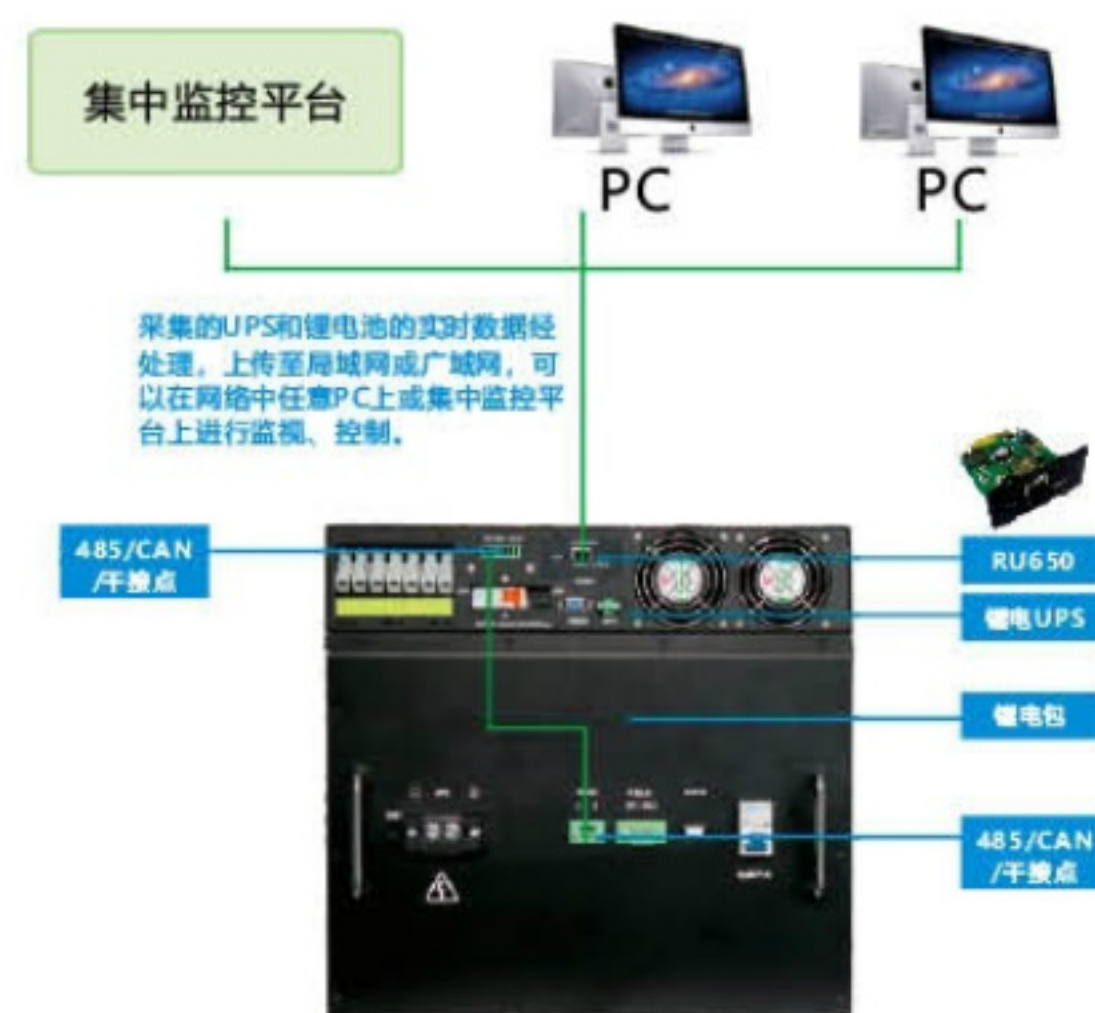 集中监控平台
PC
PC
采集的UPS和锂电池的实时数据经
处理，上传至局域网或广域网，可
以在网络中任意PC上或集中监控平
台上进行监视、控制。
485/CAN
/干接点
RU650
锂电UPS
锂电包
485/CAN
/干接点